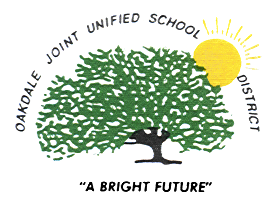 OAKDALE JOINT UNIFIED SCHOOL DISTRICT
"A BRIGHT FUTURE"